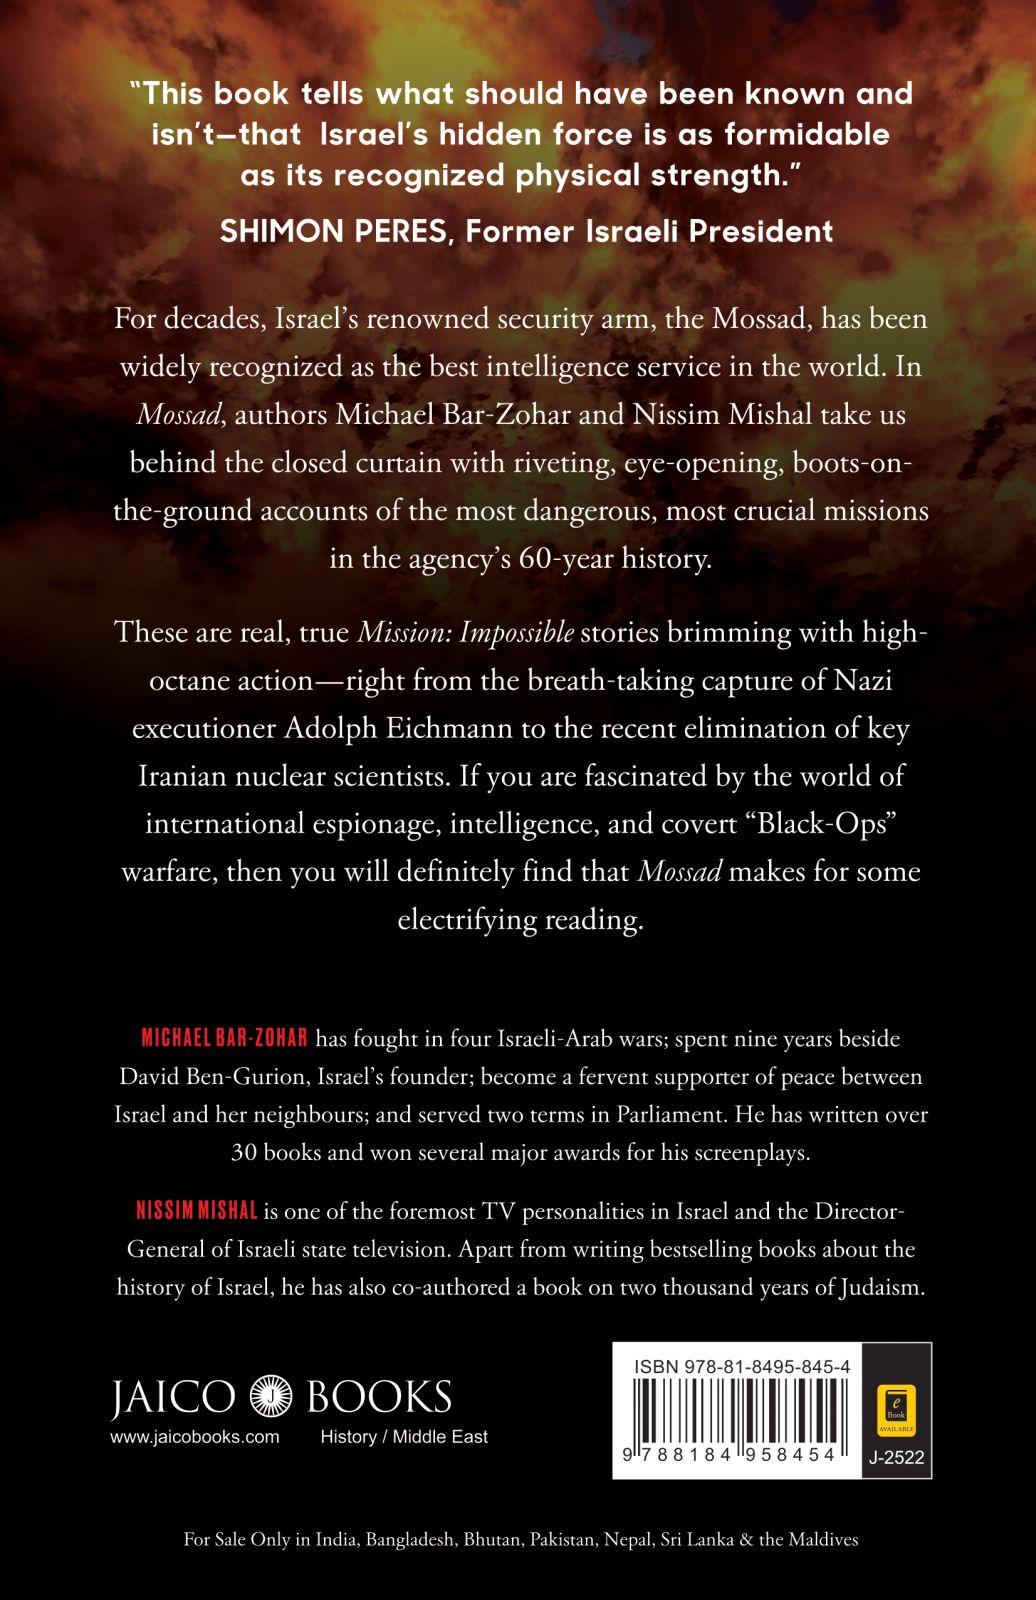 “This book tells what should have been known and
isn’t—that Israel’s hidden force is as formidable
as its recognized physical strength.”
SHIMON PERES, Former Israeli President
For decades, Israel’s renowned security arm, the Mossad, has been
widely recognized as the best intelligence service in the world. In
Mossad, authors Michael Bar-Zohar and Nissim Mishal take us
behind the closed curtain with riveting, eye-opening, boots-on-
the-ground accounts of the most dangerous, most crucial missions
in the agency’s 60-year history.
These are real, true Mission: Impossible stories brimming with high-
octane action—right from the breath-taking capture of Nazi
executioner Adolph Eichmann to the recent elimination of key
Iranian nuclear scientists. If you are fascinated by the world of
international espionage, intelligence, and covert “Black-Ops”
warfare, then you will definitely find that Mossad makes for some
electrifying reading.
MICHAEL BAR-ZOHAR has fought in four Israeli-Arab wars; spent nine years beside
David Ben-Gurion, Israel’s founder; become a fervent supporter of peace between
Israel and her neighbours; and served two terms in Parliament. He has written over
30 books and won several major awards for his screenplays.
NISSIM MISHAL is one of the foremost TV personalities in Israel and the Director-
General of Israeli state television. Apart from writing bestselling books about the
history of Israel, he has also co-authored a book on two thousand years of Judaism.
JAICO J BOOKS
www.jaicobooks.com History / Middle East
ISBN 978-81-8495-845-4
9 788184 958454
e
Book
AVAILABLE
J-2522
For Sale Only in India, Bangladesh, Bhutan, Pakistan, Nepal, Sri Lanka & the Maldives